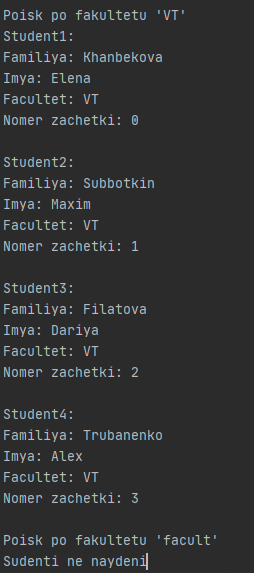 Poisk po fakultetu 'VT'
Student1:
Familiya: Khanbekova
Imya: Elena
Facultet: VT
Nomer zachetki: 0
Student2:
Familiya: Subbotkin
Imya: Maxim
Facultet: VT
Nomer zachetki: 1
Student3:
Familiya: Filatova
Imya: Dariya
Facultet: VT
Nomer zachetki: 2
Student4:
Familiya: Trubanenko
Imya: Alex
Facultet: VT
Nomer zachetki: 3
Poisk po fakultetu 'facult'
Sudenti ne naydeni